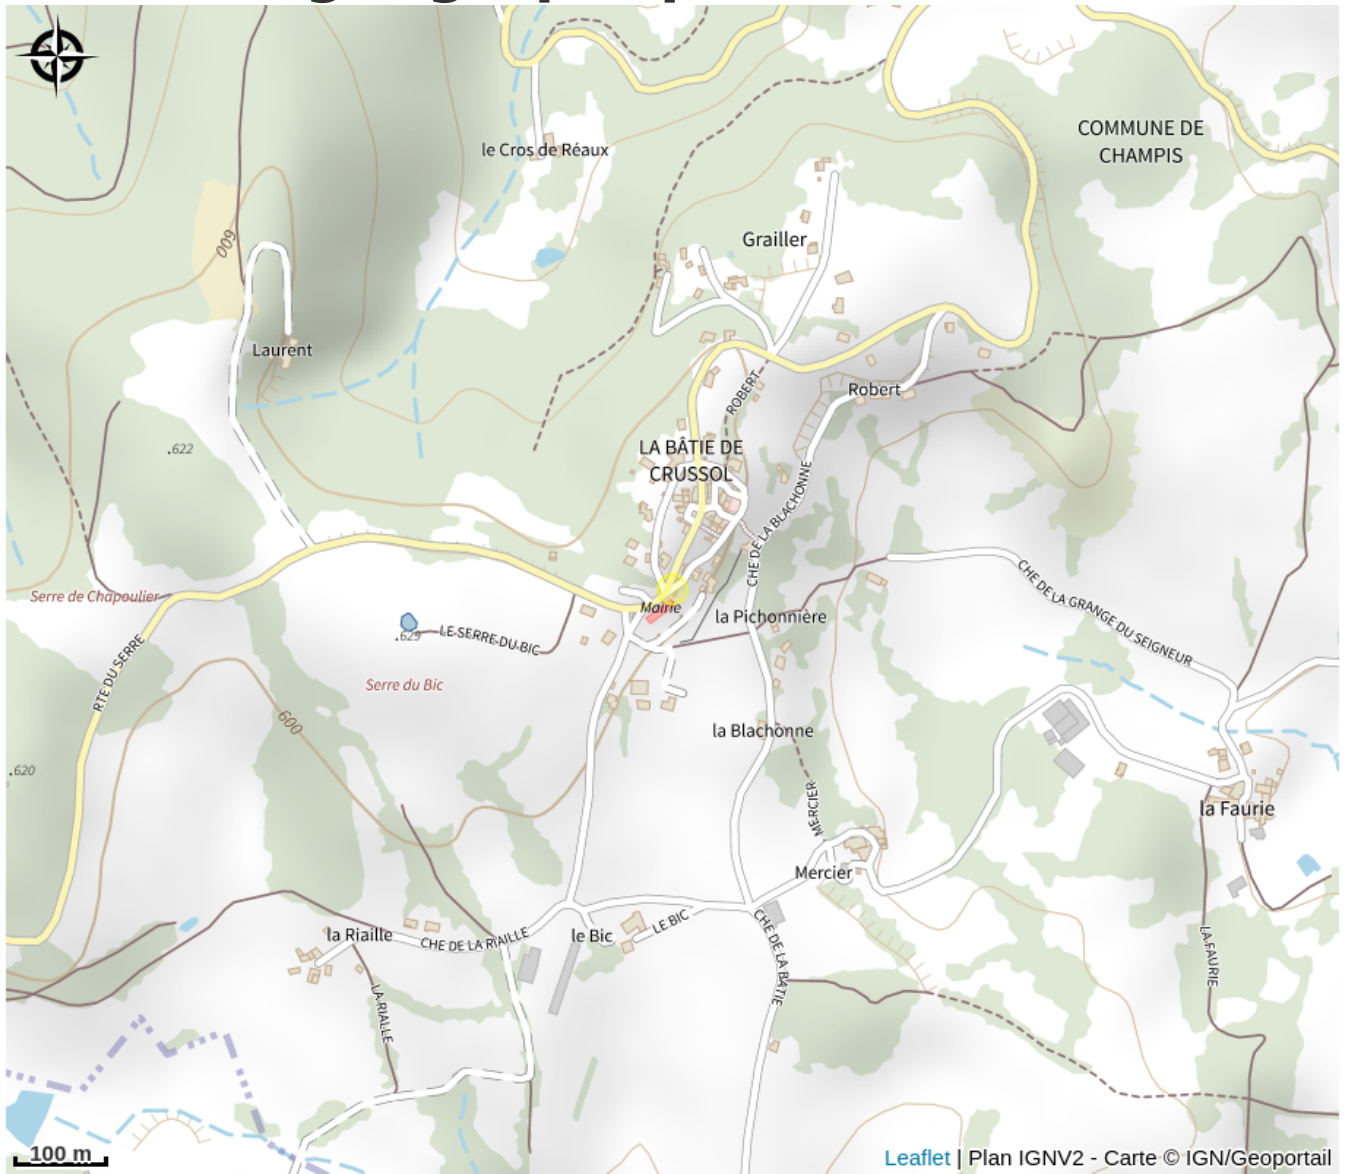 le Cros de Réaux
COMMUNE DE
CHAMPIS
600
Grailler
Laurent
Robert
ROBERT
LA BÂTIE DE
CRUSSOL
.622
CHE DE LA BLACHONNE
Serre de Chapoulier
Mairie
la Pichonnière
CHE DE LA GRANGE DU SEIGNEUR
.629
LE SERRE DU BIC
RTE DU SERRE
Serre du Bic
600
la Blachonne
.620
MERCIER
la Faurie
Mercier
la Riaille
CHE DE LA RIAILLE
le Bic
LE BIC
CHE DE LA BATIE
LA FAURIE
LA RIALLE
100 m
Leaflet | Plan IGNV2 - Carte © IGN/Geoportail